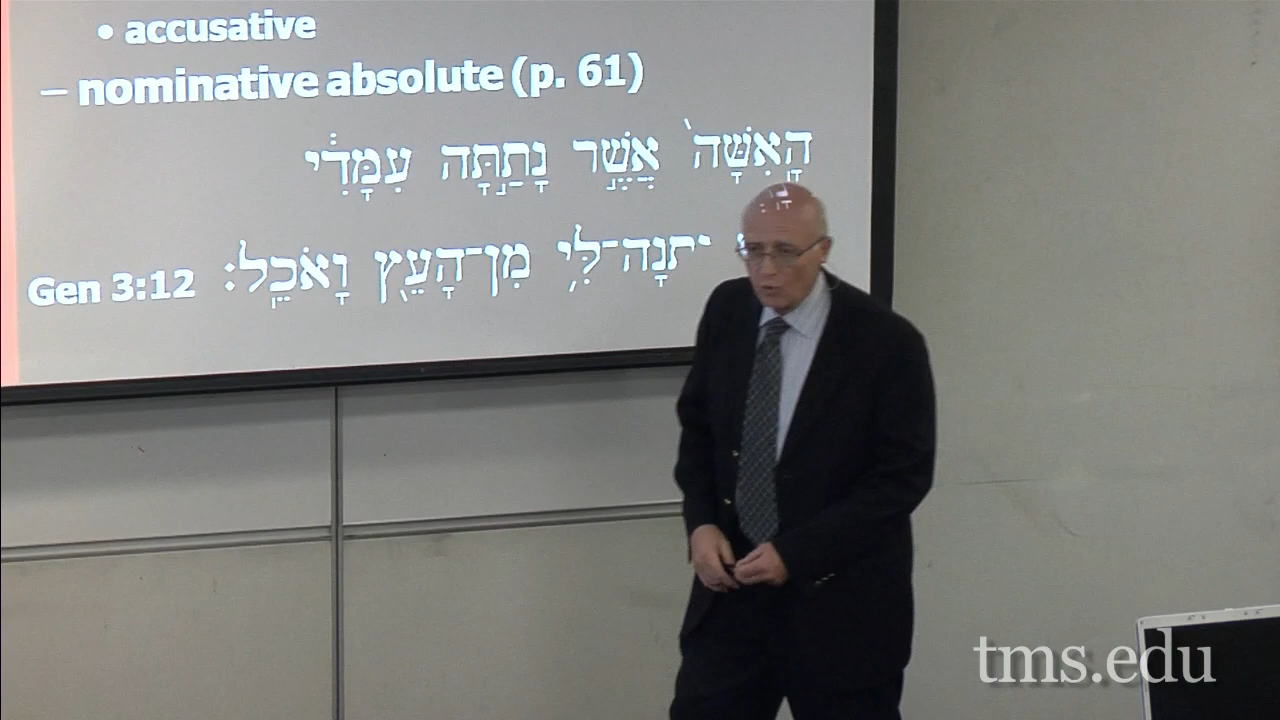 • accusative
– nominative absolute (p. 61)
הָֽאִשָּׁה֙ אֲשֶׁ֣ר נָתַ֣תָּה עִמָּדִ֔י
נָֽתְנָה־לִּ֥י מִן־הָעֵ֖ץ וָאֹכֵֽל׃ Gen 3:12
tms.edu